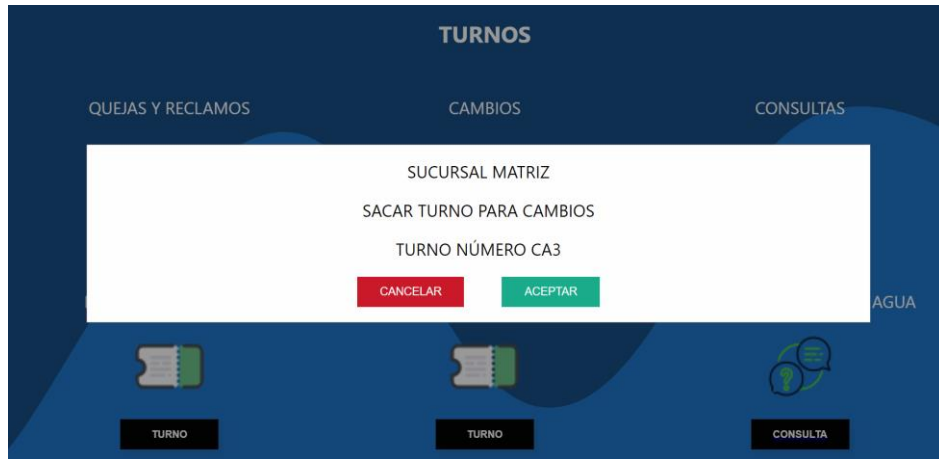 TURNOS
QUEJAS Y RECLAMOS
CAMBIOS
CONSULTAS
SUCURSAL MATRIZ
SACAR TURNO PARA CAMBIOS
TURNO NÚMERO CA3
CANCELAR
ACEPTAR
AGUA
TURNO
TURNO
CONSULTA